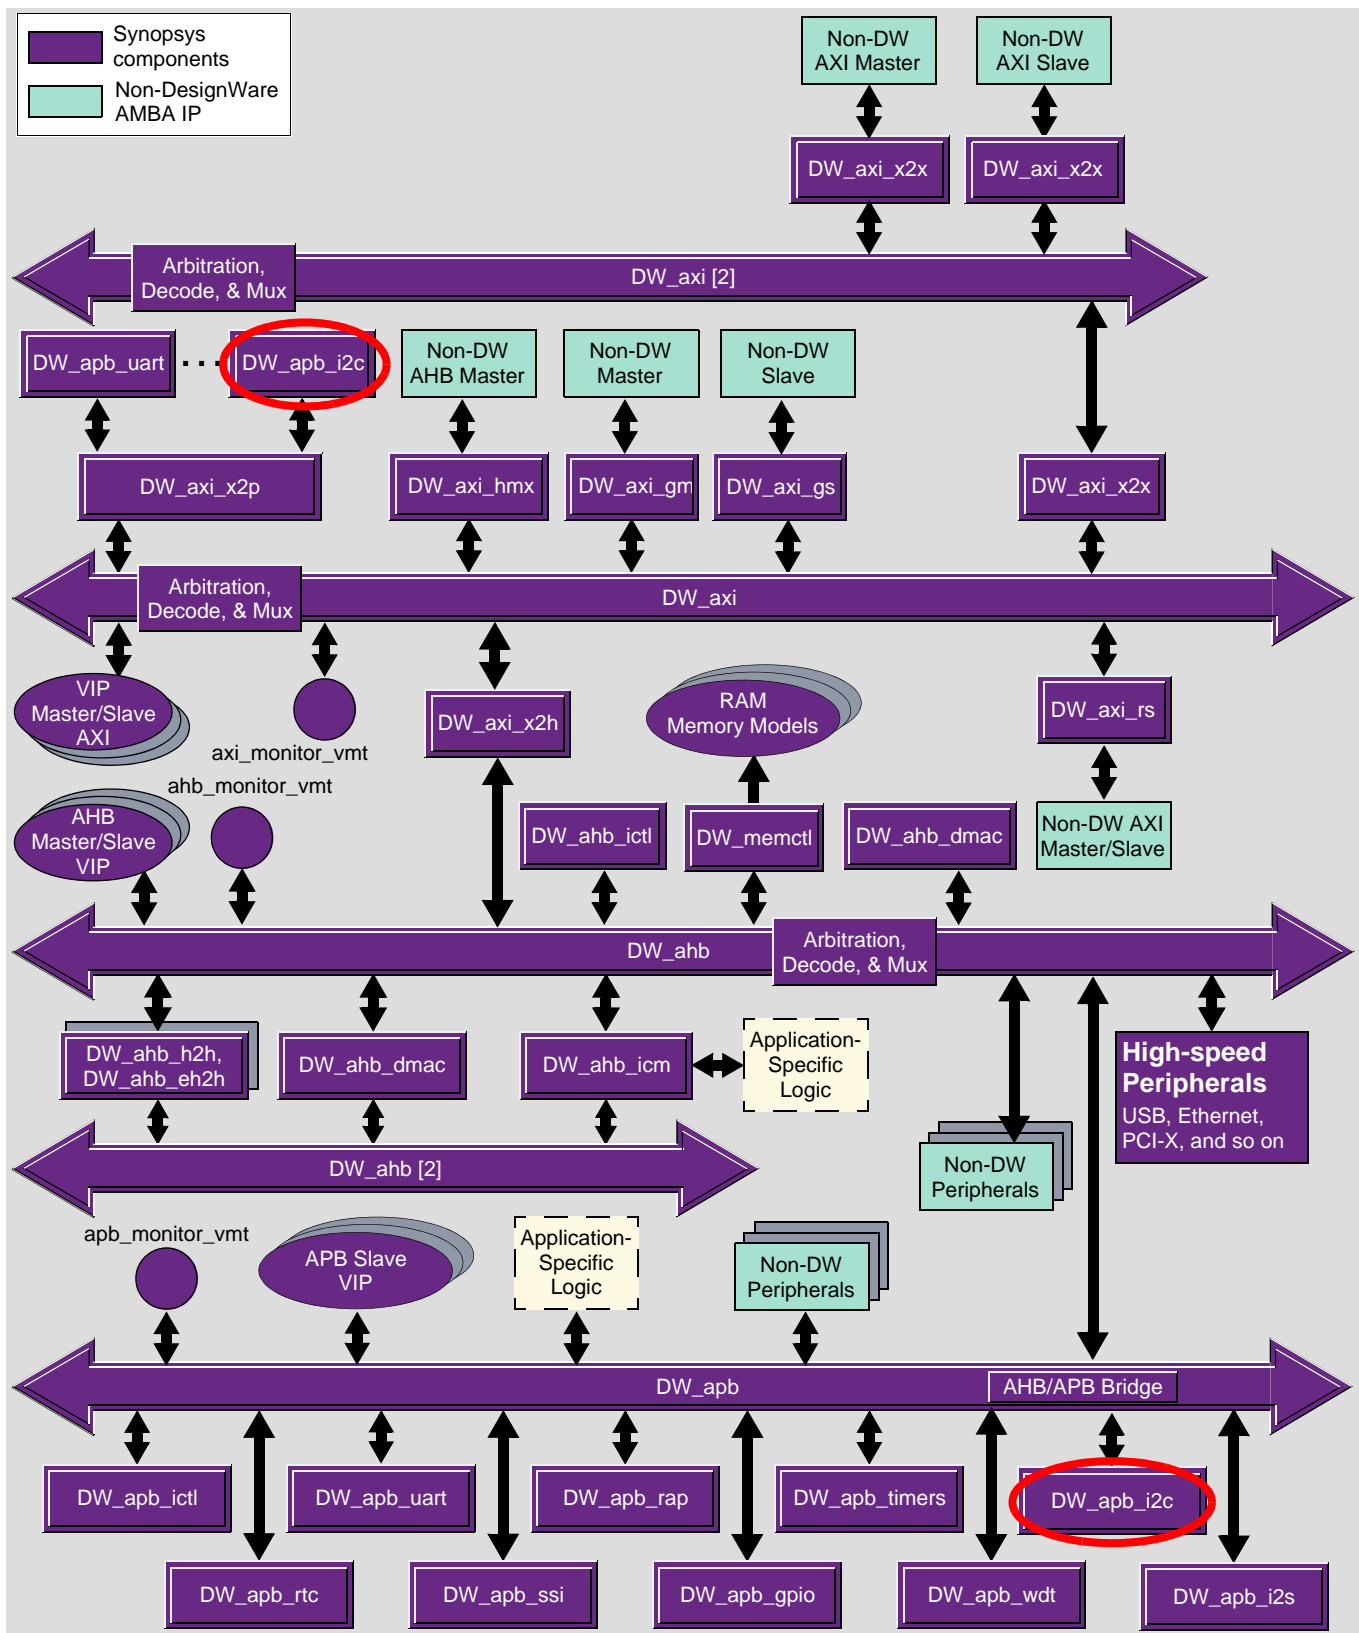 Synopsys
components
Non-DesignWare
AMBA IP
Non-DW
AXI Master
Non-DW
AXI Slave
DW_axi_x2x
DW_axi_x2x
Arbitration,
Decode, & Mux
DW_axi [2]
DW_apb_uart
. . .
DW_apb_i2c
Non-DW
AHB Master
Non-DW
Master
Non-DW
Slave
DW_axi_x2p
DW_axi_hmx
DW_axi_gm
DW_axi_gs
DW_axi_x2x
Arbitration,
Decode, & Mux
DW_axi
VIP
Master/Slave
AXI
axi_monitor_vmt
DW_axi_x2h
RAM
Memory Models
DW_axi_rs
ahb_monitor_vmt
AHB
Master/Slave
VIP
DW_ahb_ictl
DW_memctl
DW_ahb_dmac
Non-DW AXI
Master/Slave
DW_ahb
Arbitration,
Decode, & Mux
DW_ahb_h2h,
DW_ahb_eh2h
DW_ahb_dmac
DW_ahb_icm
Application-
Specific
Logic
High-speed
Peripherals
USB, Ethernet,
PCI-X, and so on
DW_ahb [2]
Non-DW
Peripherals
apb_monitor_vmt
APB Slave
VIP
Application-
Specific
Logic
Non-DW
Peripherals
DW_apb
AHB/APB Bridge
DW_apb_ictl
DW_apb_uart
DW_apb_rap
DW_apb_timers
DW_apb_i2c
DW_apb_rtc
DW_apb_ssi
DW_apb_gpio
DW_apb_wdt
DW_apb_i2s